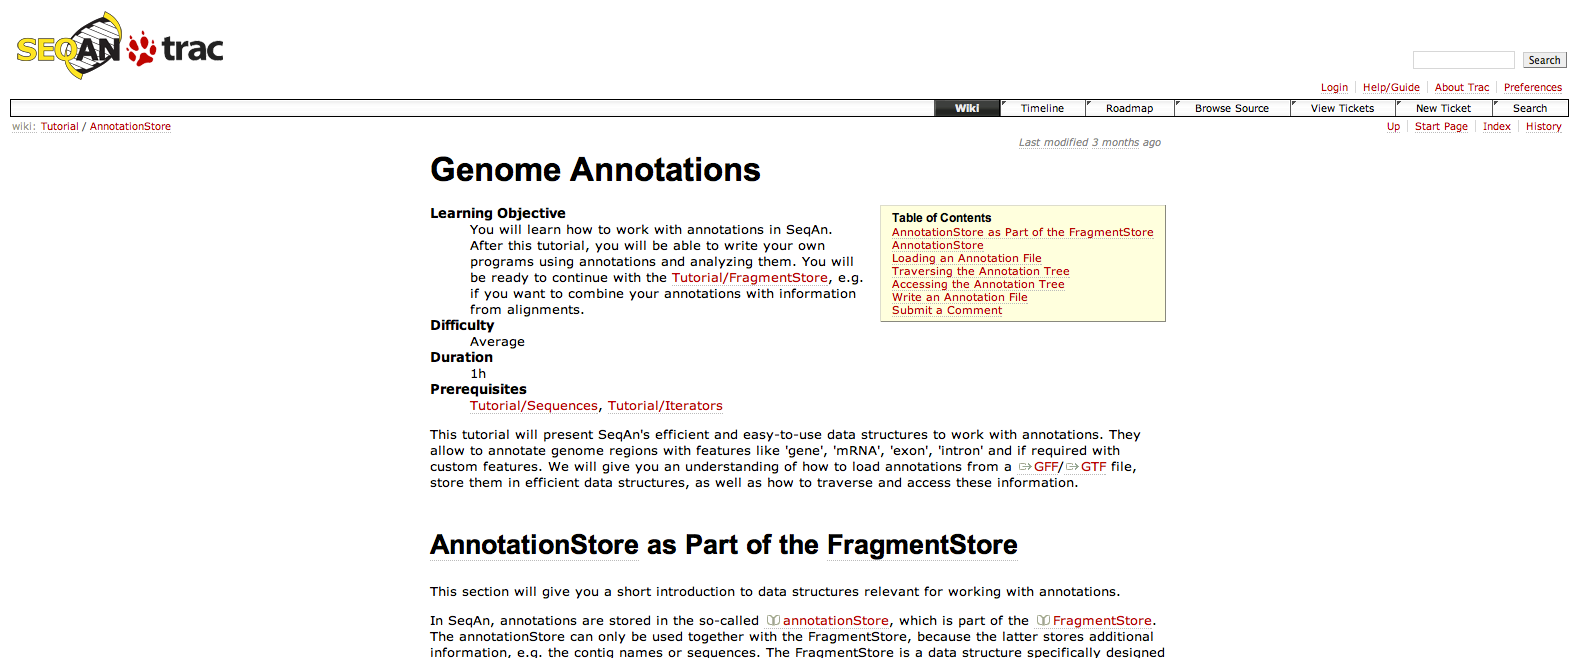 SEQAN trac
Search
Login Help/Guide About Trac Preferences
Wiki Timeline Roadmap Browse Source View Tickets New Ticket Search
wiki: Tutorial / AnnotationStore
Up Start Page Index History
Last modified 3 months ago
Genome Annotations
Learning Objective
You will learn how to work with annotations in SeqAn.
After this tutorial, you will be able to write your own
programs using annotations and analyzing them. You will
be ready to continue with the Tutorial/FragmentStore, e.g.
if you want to combine your annotations with information
from alignments.
Difficulty
Average
Duration
1h
Prerequisites
Tutorial/Sequences, Tutorial/Iterators
Table of Contents
AnnotationStore as Part of the FragmentStore
AnnotationStore
Loading an Annotation File
Traversing the Annotation Tree
Accessing the Annotation Tree
Write an Annotation File
Submit a Comment
This tutorial will present SeqAn's efficient and easy-to-use data structures to work with annotations. They
allow to annotate genome regions with features like 'gene', 'mRNA', 'exon', 'intron' and if required with
custom features. We will give you an understanding of how to load annotations from a GFF/GTF file,
store them in efficient data structures, as well as how to traverse and access these information.
AnnotationStore as Part of the FragmentStore
This section will give you a short introduction to data structures relevant for working with annotations.
In SeqAn, annotations are stored in the so-called annotationStore, which is part of the FragmentStore.
The annotationStore can only be used together with the FragmentStore, because the latter stores additional
information, e.g. the contig names or sequences. The FragmentStore is a data structure specifically designed